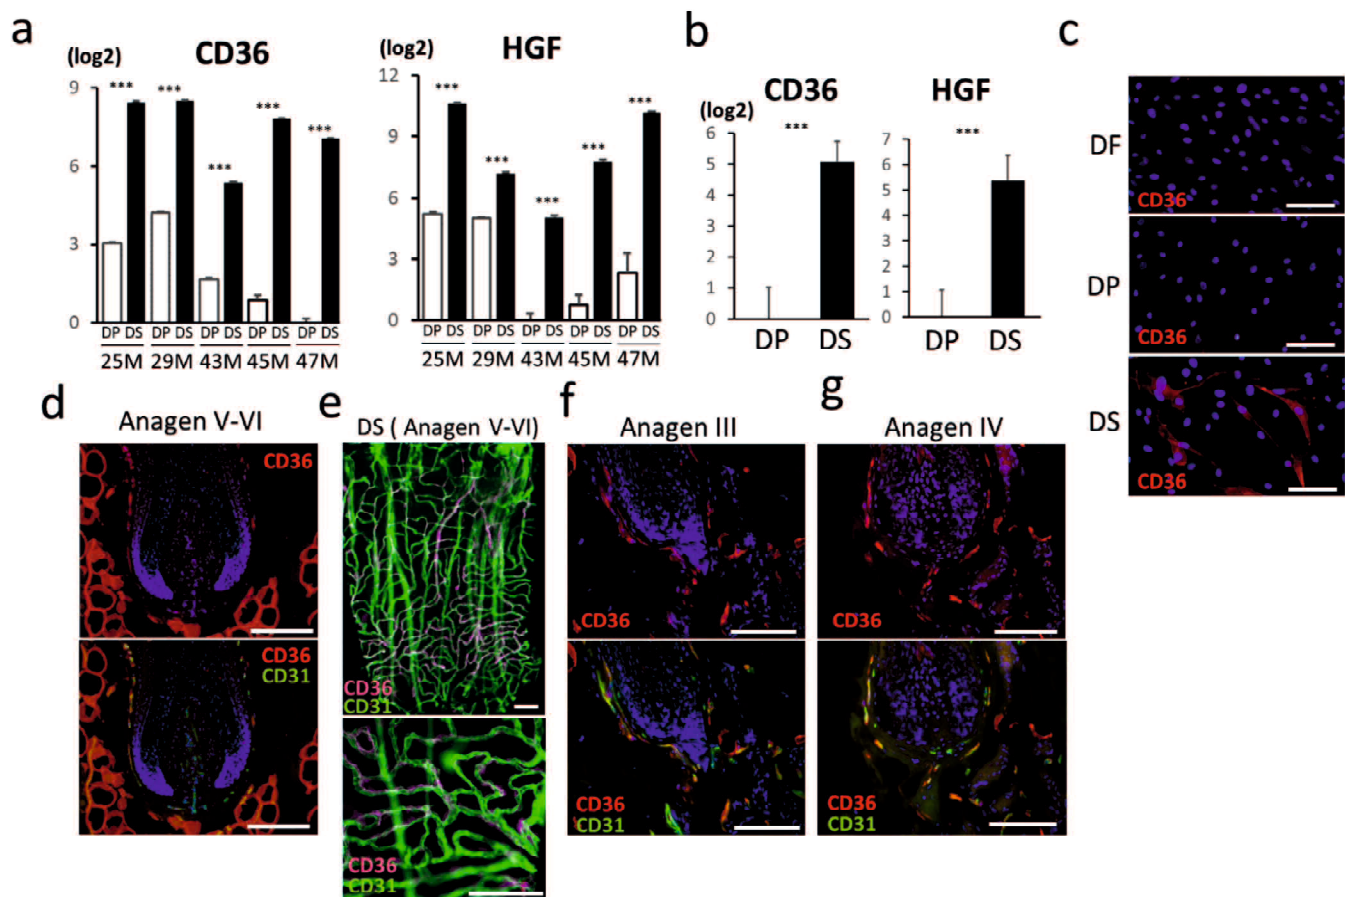 a
(log2)
CD36
9
6
3
0
*** *** *** *** ***
DP DS DP DS DP DS DP DS DP DS
25M 29M 43M 45M 47M
(log2)
HGF
12
9
6
3
0
*** *** *** *** ***
DP DS DP DS DP DS DP DS DP DS
25M 29M 43M 45M 47M
b
(log2)
CD36
***
6
5
4
3
2
1
0
DP DS
HGF
***
7
6
5
4
3
2
1
0
DP DS
c
DF
CD36
DP
CD36
DS
CD36
d
Anagen V-VI
CD36
CD36
CD31
e
DS ( Anagen V-VI)
CD36
CD31
CD36
CD31
f
Anagen III
CD36
CD36
CD31
g
Anagen IV
CD36
CD36
CD31